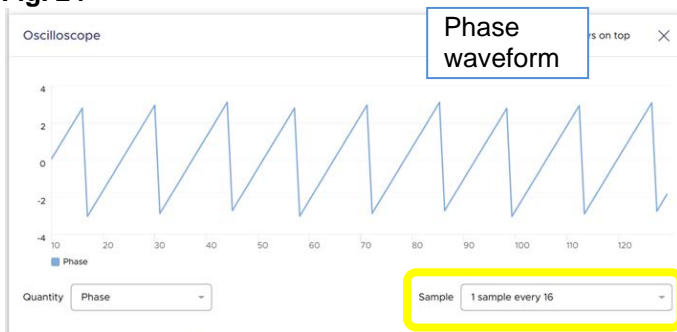 Oscilloscope
Phase
waveform
on top
4
2
0
-2
-4
10 20 30 40 50 60 70 80 90 100 110 120
Phase
Quantity Phase
Sample 1 sample every 16